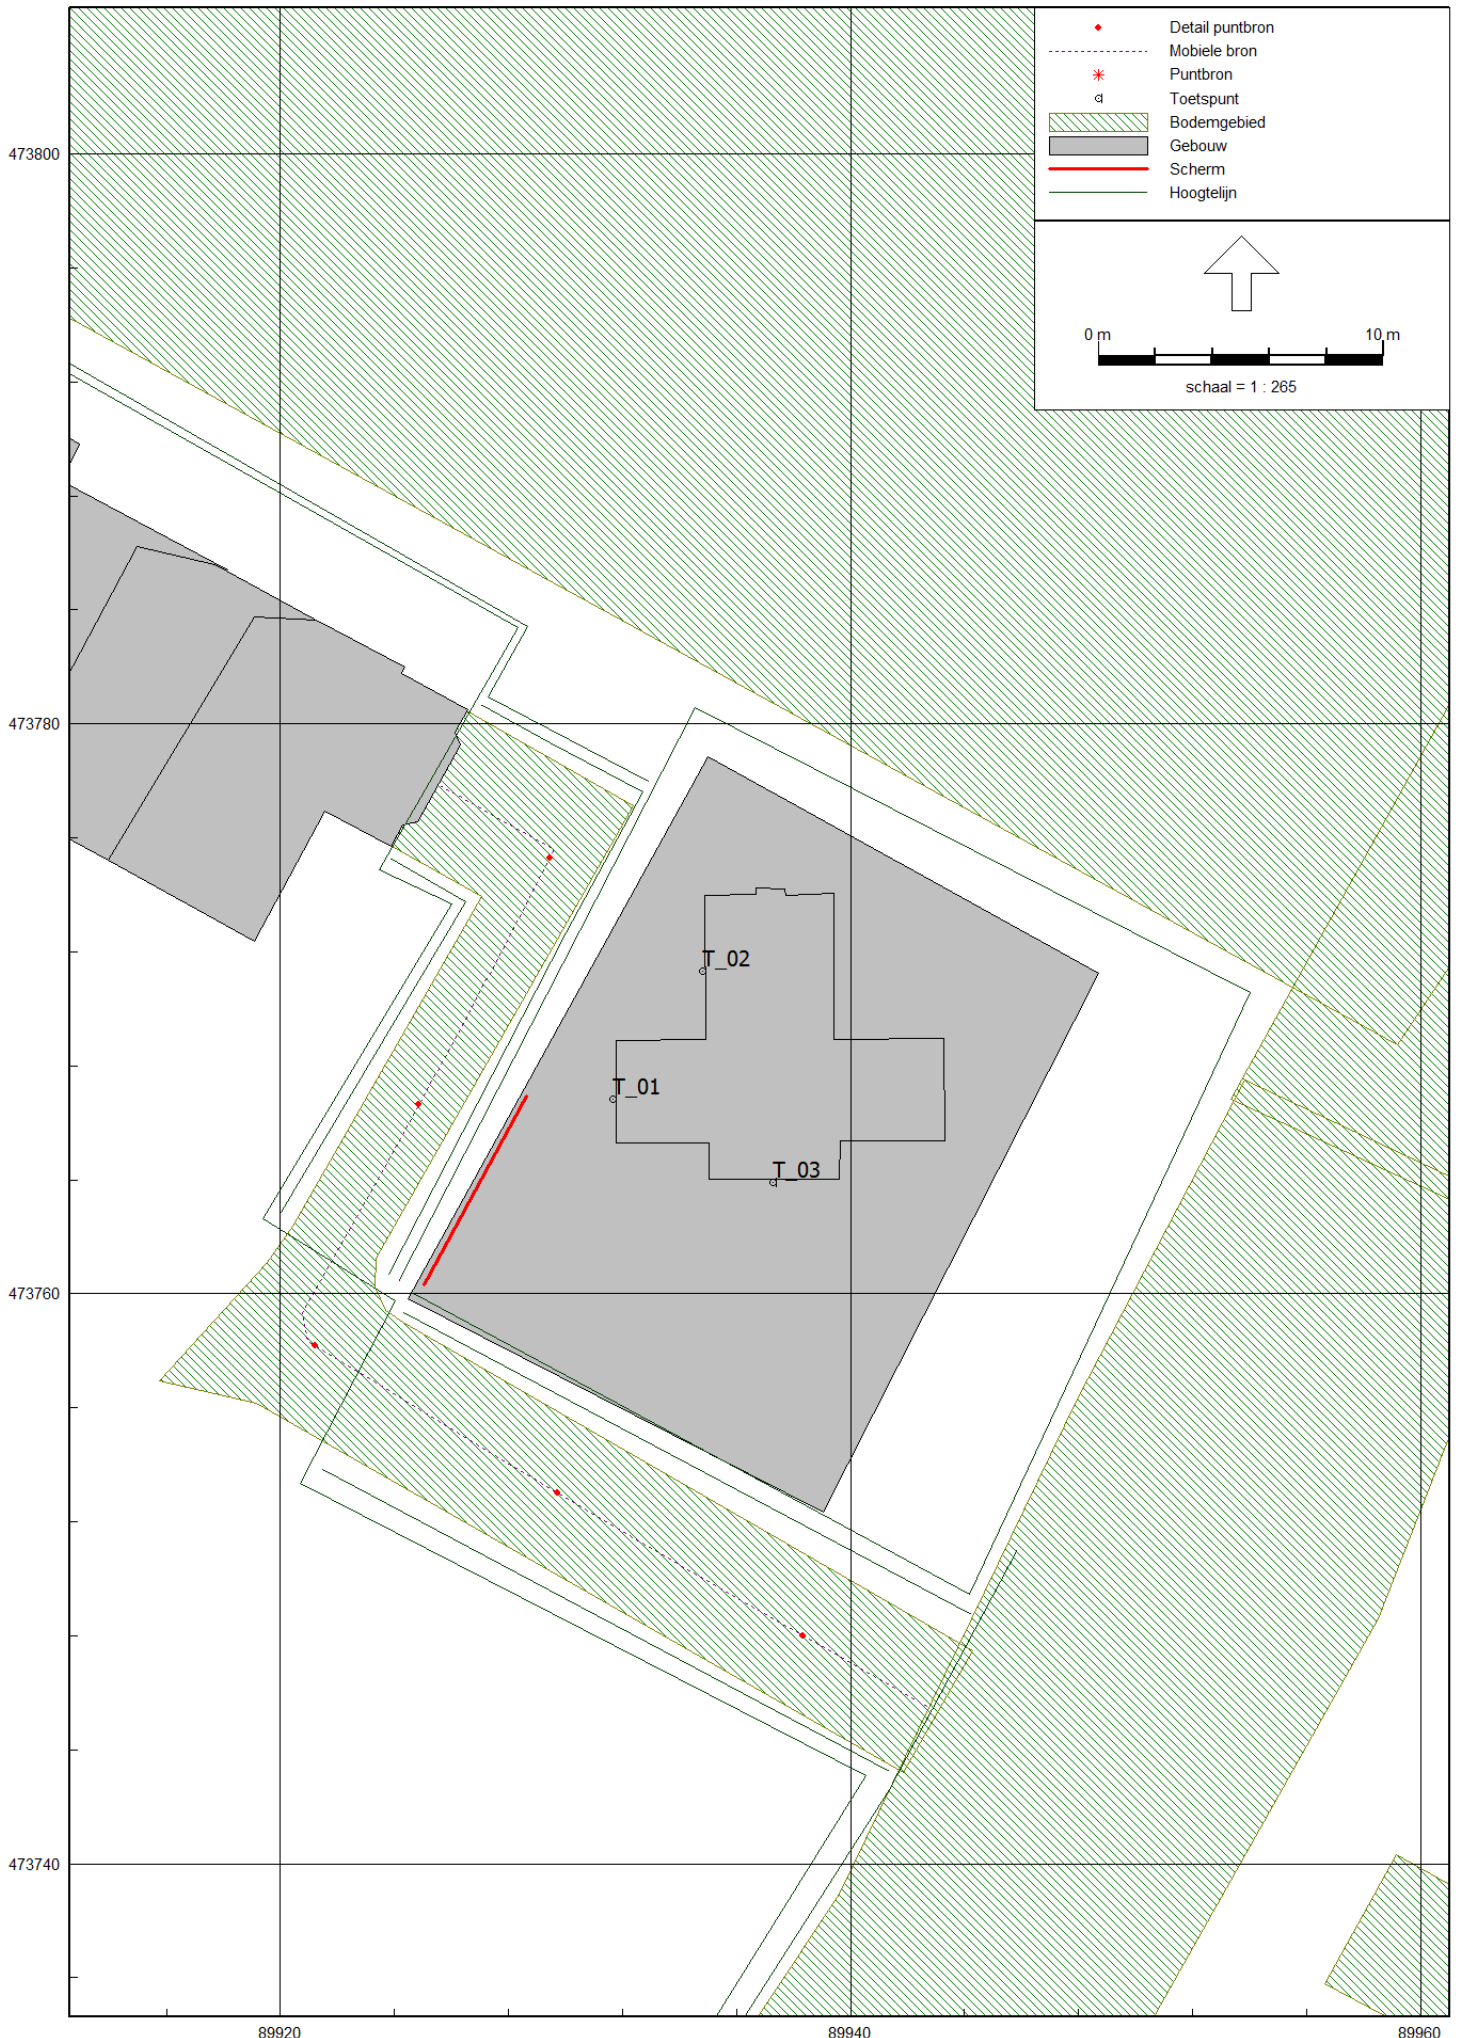 Detail puntbron
Mobiele bron
Puntbron
Toetspunt
Bodemgebied
Gebouw
Scherm
Hoogtelijn
0 m 10 m
schaal = 1 : 265
473800
473780
T_02
T_01
T_03
473760
473740
89920 89940 89960